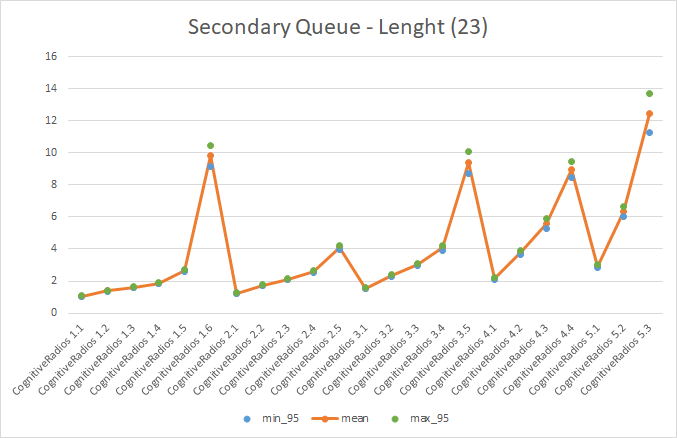 Secondary Queue - Lenght (23)
16
14
12
10
8
6
4
2
0
CognitiveRadios 1.1
CognitiveRadios 1.2
CognitiveRadios 1.3
CognitiveRadios 1.4
CognitiveRadios 1.5
CognitiveRadios 1.6
CognitiveRadios 2.1
CognitiveRadios 2.2
CognitiveRadios 2.3
CognitiveRadios 2.4
CognitiveRadios 2.5
CognitiveRadios 3.1
CognitiveRadios 3.2
CognitiveRadios 3.3
CognitiveRadios 3.4
CognitiveRadios 3.5
CognitiveRadios 4.1
CognitiveRadios 4.2
CognitiveRadios 4.3
CognitiveRadios 4.4
CognitiveRadios 5.1
CognitiveRadios 5.2
CognitiveRadios 5.3
min_95 mean max_95